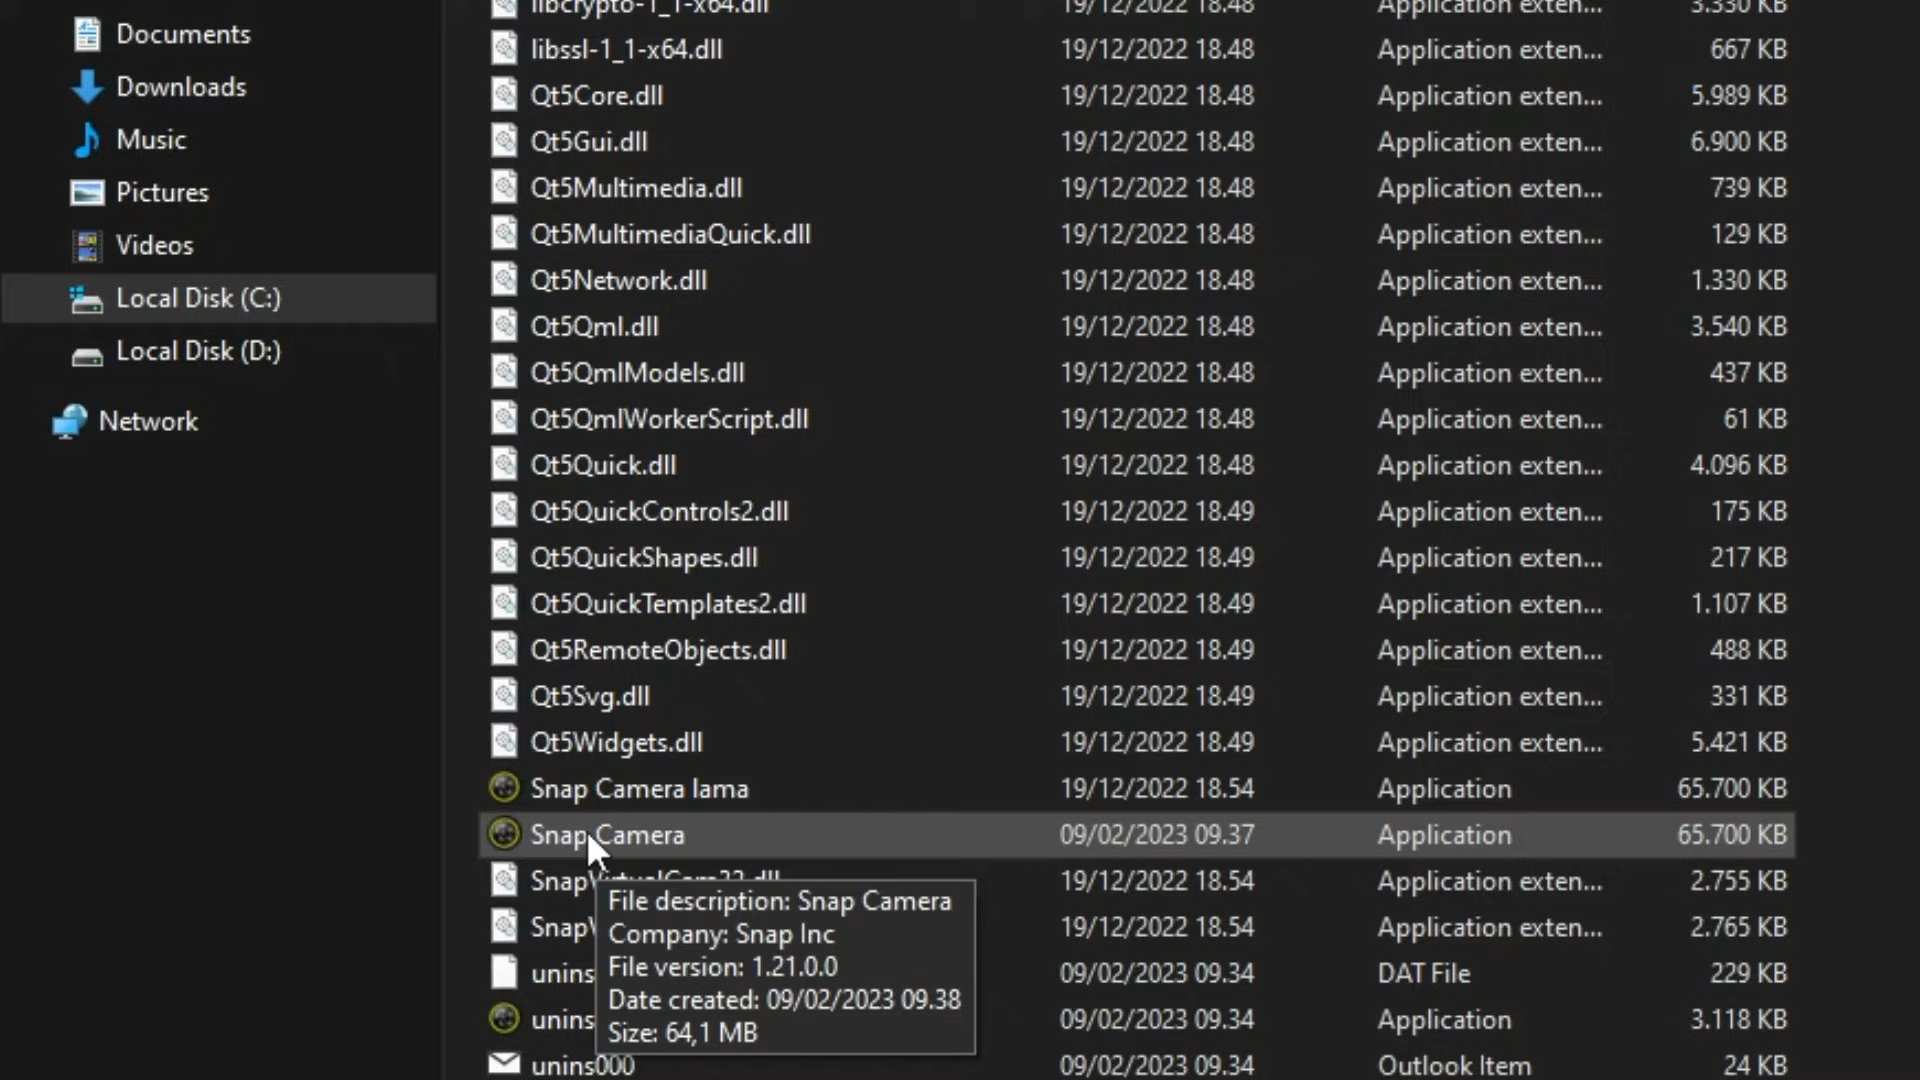 Documents
Downloads
Music
Pictures
Videos
Local Disk (C:)
Local Disk (D:)
Network
libcrypto-1_1-x64.dll 19/12/2022 18.48 Application exten... 3.330 KB
libssl-1_1-x64.dll 19/12/2022 18.48 Application exten... 667 KB
Qt5Core.dll 19/12/2022 18.48 Application exten... 5.989 KB
Qt5Gui.dll 19/12/2022 18.48 Application exten... 6.900 KB
Qt5Multimedia.dll 19/12/2022 18.48 Application exten... 739 KB
Qt5MultimediaQuick.dll 19/12/2022 18.48 Application exten... 129 KB
Qt5Network.dll 19/12/2022 18.48 Application exten... 1.330 KB
Qt5Qml.dll 19/12/2022 18.48 Application exten... 3.540 KB
Qt5QmlModels.dll 19/12/2022 18.48 Application exten... 437 KB
Qt5QmlWorkerScript.dll 19/12/2022 18.48 Application exten... 61 KB
Qt5Quick.dll 19/12/2022 18.48 Application exten... 4.096 KB
Qt5QuickControls2.dll 19/12/2022 18.49 Application exten... 175 KB
Qt5QuickShapes.dll 19/12/2022 18.49 Application exten... 217 KB
Qt5QuickTemplates2.dll 19/12/2022 18.49 Application exten... 1.107 KB
Qt5RemoteObjects.dll 19/12/2022 18.49 Application exten... 488 KB
Qt5Svg.dll 19/12/2022 18.49 Application exten... 331 KB
Qt5Widgets.dll 19/12/2022 18.49 Application exten... 5.421 KB
Snap Camera lama 19/12/2022 18.54 Application 65.700 KB
Snap Camera 09/02/2023 09.37 Application 65.700 KB
19/12/2022 18.54 Application exten... 2.755 KB
SnapV 19/12/2022 18.54 Application exten... 2.765 KB
unins 09/02/2023 09.34 DAT File 229 KB
unins 09/02/2023 09.34 Application 3.118 KB
unins000 09/02/2023 09.34 Outlook Item 24 KB
File description: Snap Camera
Company: Snap Inc
File version: 1.21.0.0
Date created: 09/02/2023 09.38
Size: 64,1 MB